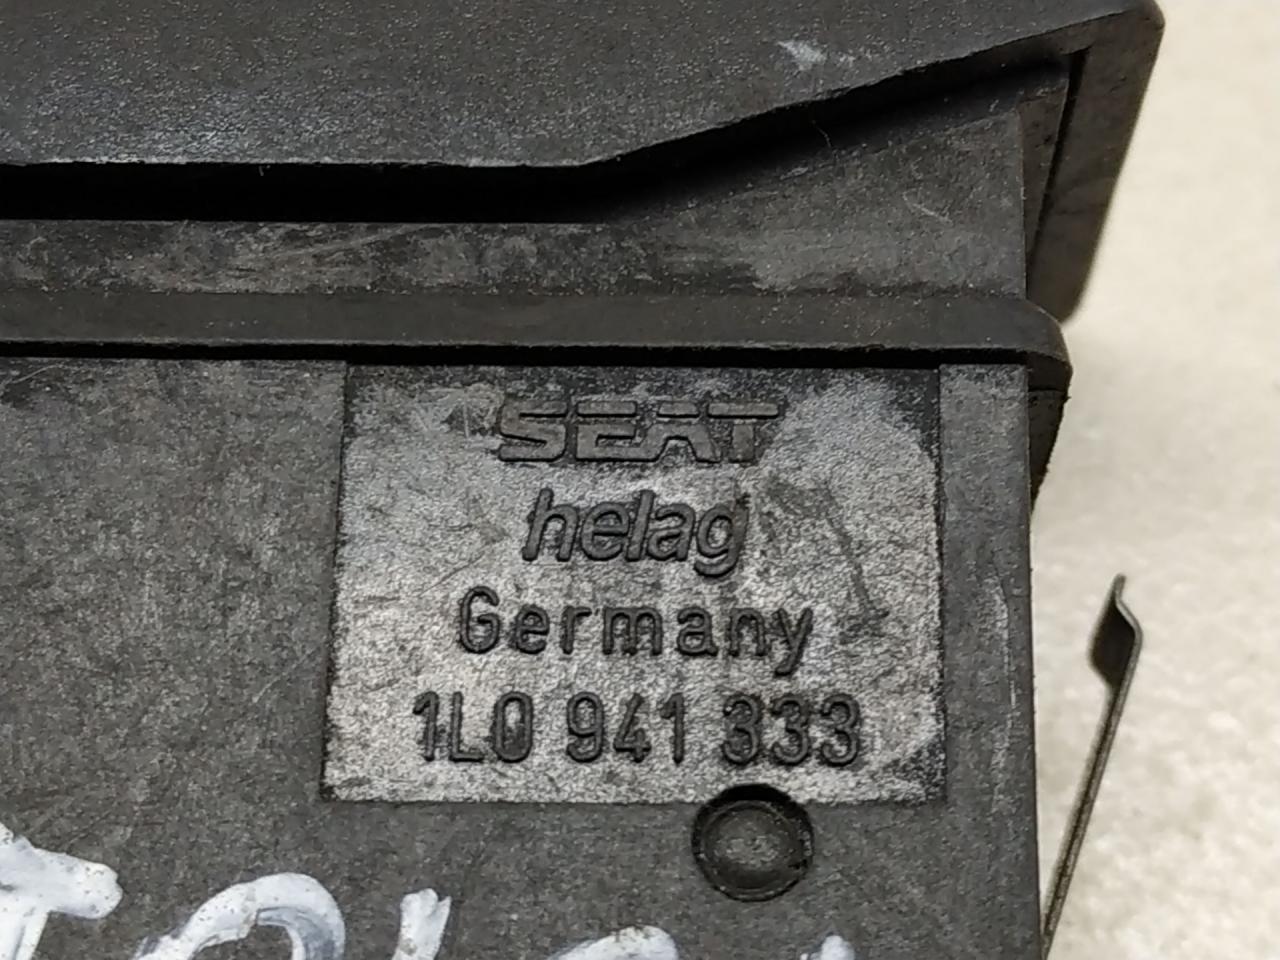 SEAT
helag
Germany
1L0 941 333